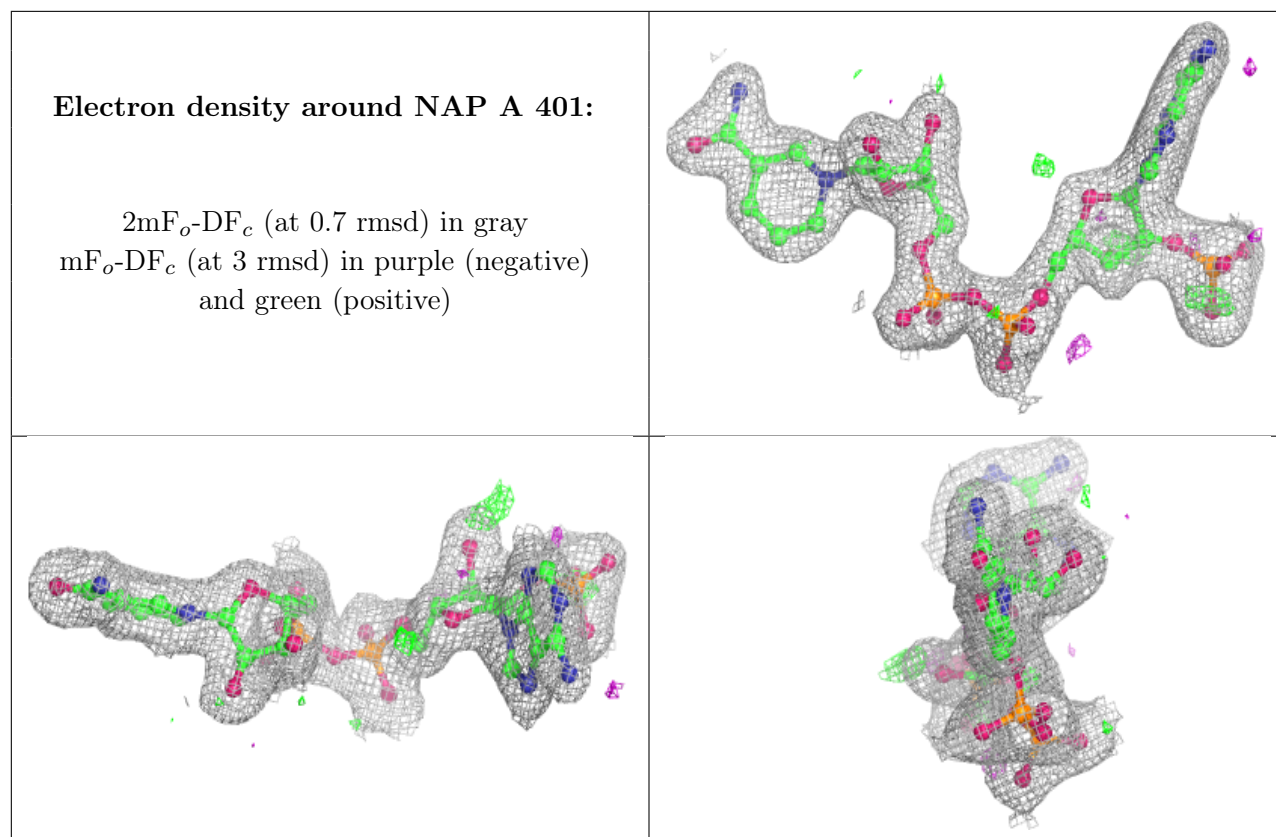 Electron density around NAP A 401:
2mFo-DFc (at 0.7 rmsd) in gray
mFo-DFc (at 3 rmsd) in purple (negative)
and green (positive)